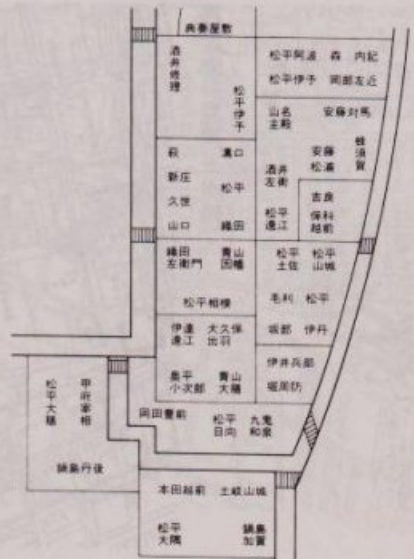 典奏屋敷
酒井修理
松平伊予
松平阿波 森 内記
松平伊予 岡部左近
山名主殿 安藤対馬
安藤 松浦
蜂須賀
酒井左衛
松平遠江
吉良
保科越前
萩 溝口
新庄 松平
久世
山口 織田
織田左衛門 青山因幡
松平相模
松平土佐 松平山城
毛利 松平
坂部 伊丹
伊達遠江 大久保出羽
奥平小次郎 青山大膳
伊井兵部
堀周防
岡田豊前
松平日向 九鬼和泉
松平大膳
甲府宰相
鍋島丹後
本田越前 土岐山城
松平大隅 鍋島加賀